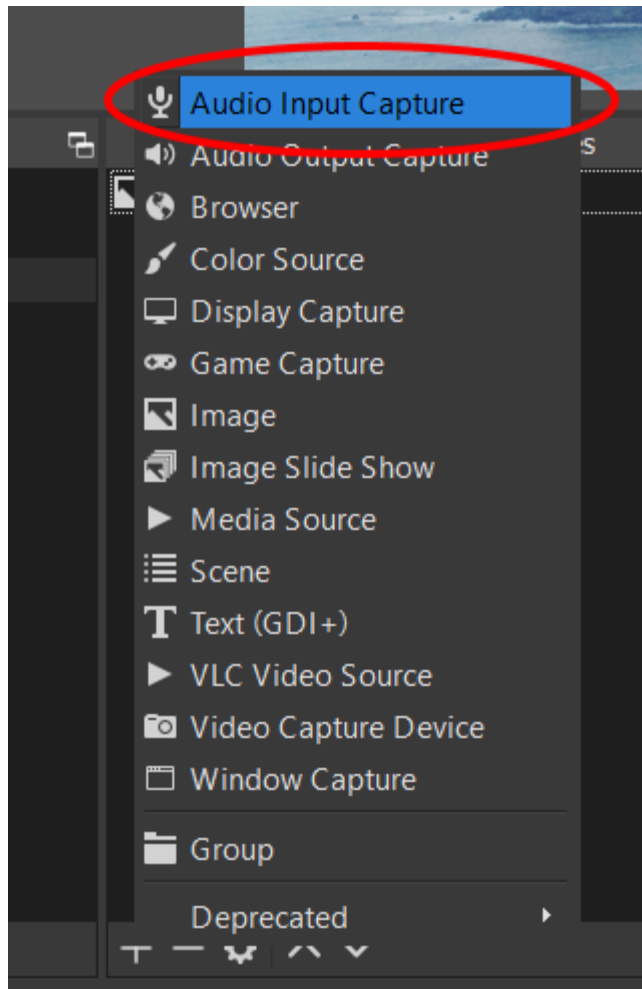 Audio Input Capture
Audio Output Capture
Browser
Color Source
Display Capture
Game Capture
Image
Image Slide Show
Media Source
Scene
Text (GDI+)
VLC Video Source
Video Capture Device
Window Capture
Group
Deprecated